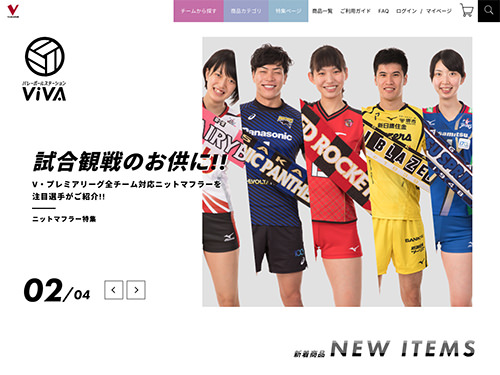 チームから探す 商品カテゴリ 特集ページ 商品一覧 ご利用ガイド FAQ ログイン / マイページ
バレーボールステーション
ViVA
試合観戦のお供に!!
V・プレミアリーグ全チーム対応ニットマフラーを
注目選手がご紹介!!
ニットマフラー特集
Panasonic
新日鐵住金
BLAZE
RED ROCKET
IC PANTHE
02/04
新着商品 NEW ITEMS